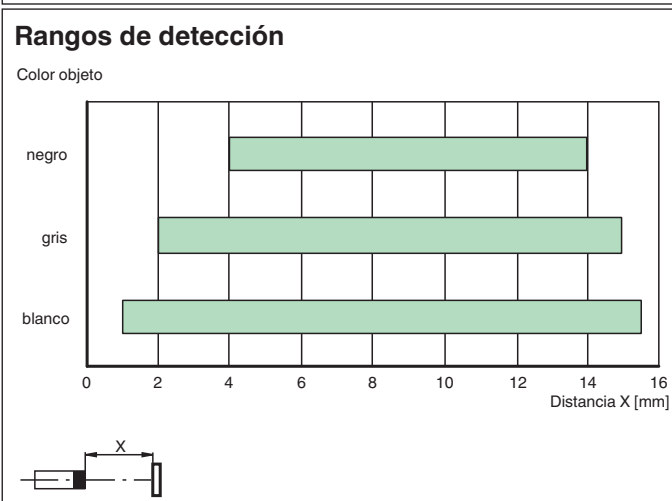 Rangos de detección
Color objeto
negro
gris
blanco
0 2 4 6 8 10 12 14 16
Distancia X [mm]
X